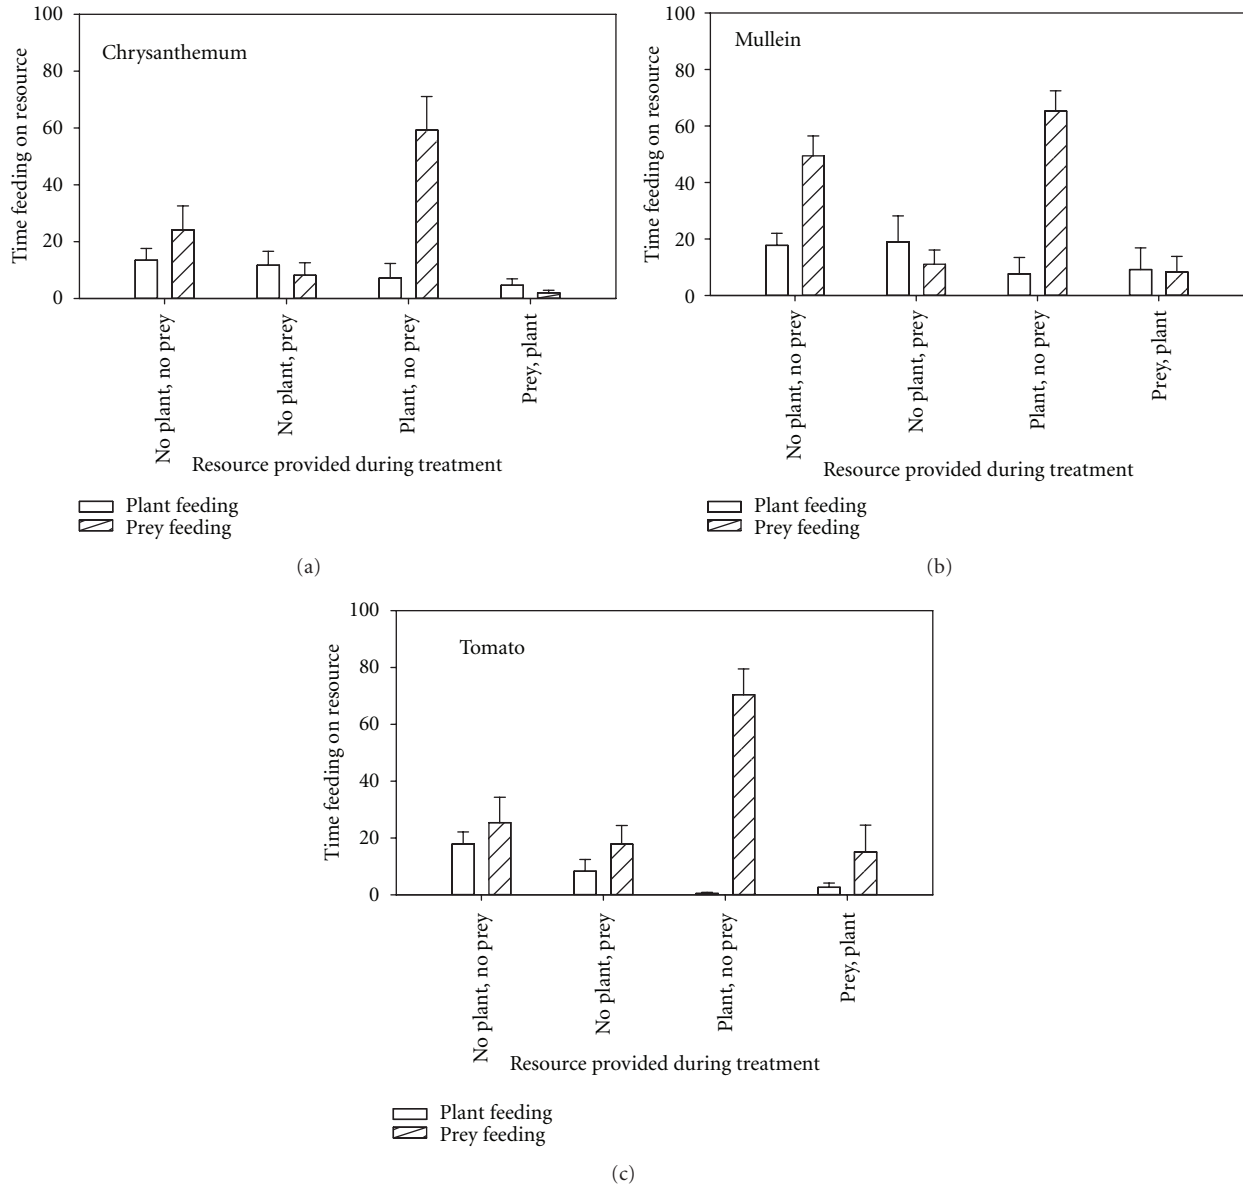 Chrysanthemum
Time feeding on resource
100
80
60
40
20
0
No plant, no prey
No plant, prey
Plant, no prey
Prey, plant
Resource provided during treatment
Plant feeding
Prey feeding
(a)
Mullein
Time feeding on resource
100
80
60
40
20
0
No plant, no prey
No plant, prey
Plant, no prey
Prey, plant
Resource provided during treatment
Plant feeding
Prey feeding
(b)
Tomato
Time feeding on resource
100
80
60
40
20
0
No plant, no prey
No plant, prey
Plant, no prey
Prey, plant
Resource provided during treatment
Plant feeding
Prey feeding
(c)